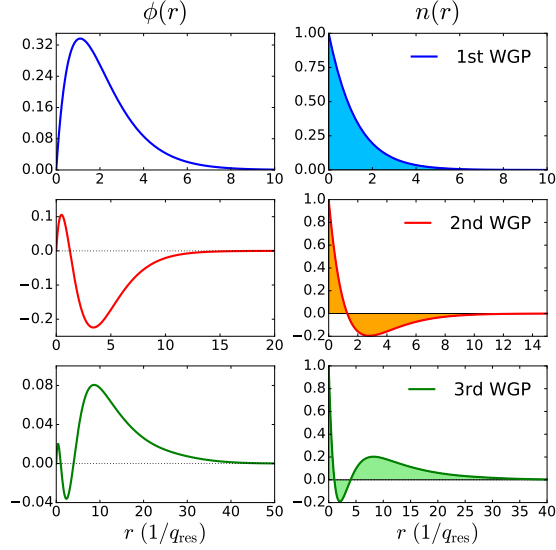 ϕ(r) n(r)
0.32
0.24
0.16
0.08
0.00
0 2 4 6 8 10
1.00
0.75
0.50
0.25
0.00
0 2 4 6 8 10
1st WGP
0.1
0.0
−0.1
−0.2
0 5 10 15 20
1.0
0.8
0.6
0.4
0.2
0.0
−0.2
0 2 4 6 8 10 12 14
2nd WGP
0.08
0.04
0.00
−0.04
0 10 20 30 40 50
1.0
0.8
0.6
0.4
0.2
0.0
−0.2
0 5 10 15 20 25 30 35 40
3rd WGP
r (1/q_res) r (1/q_res)